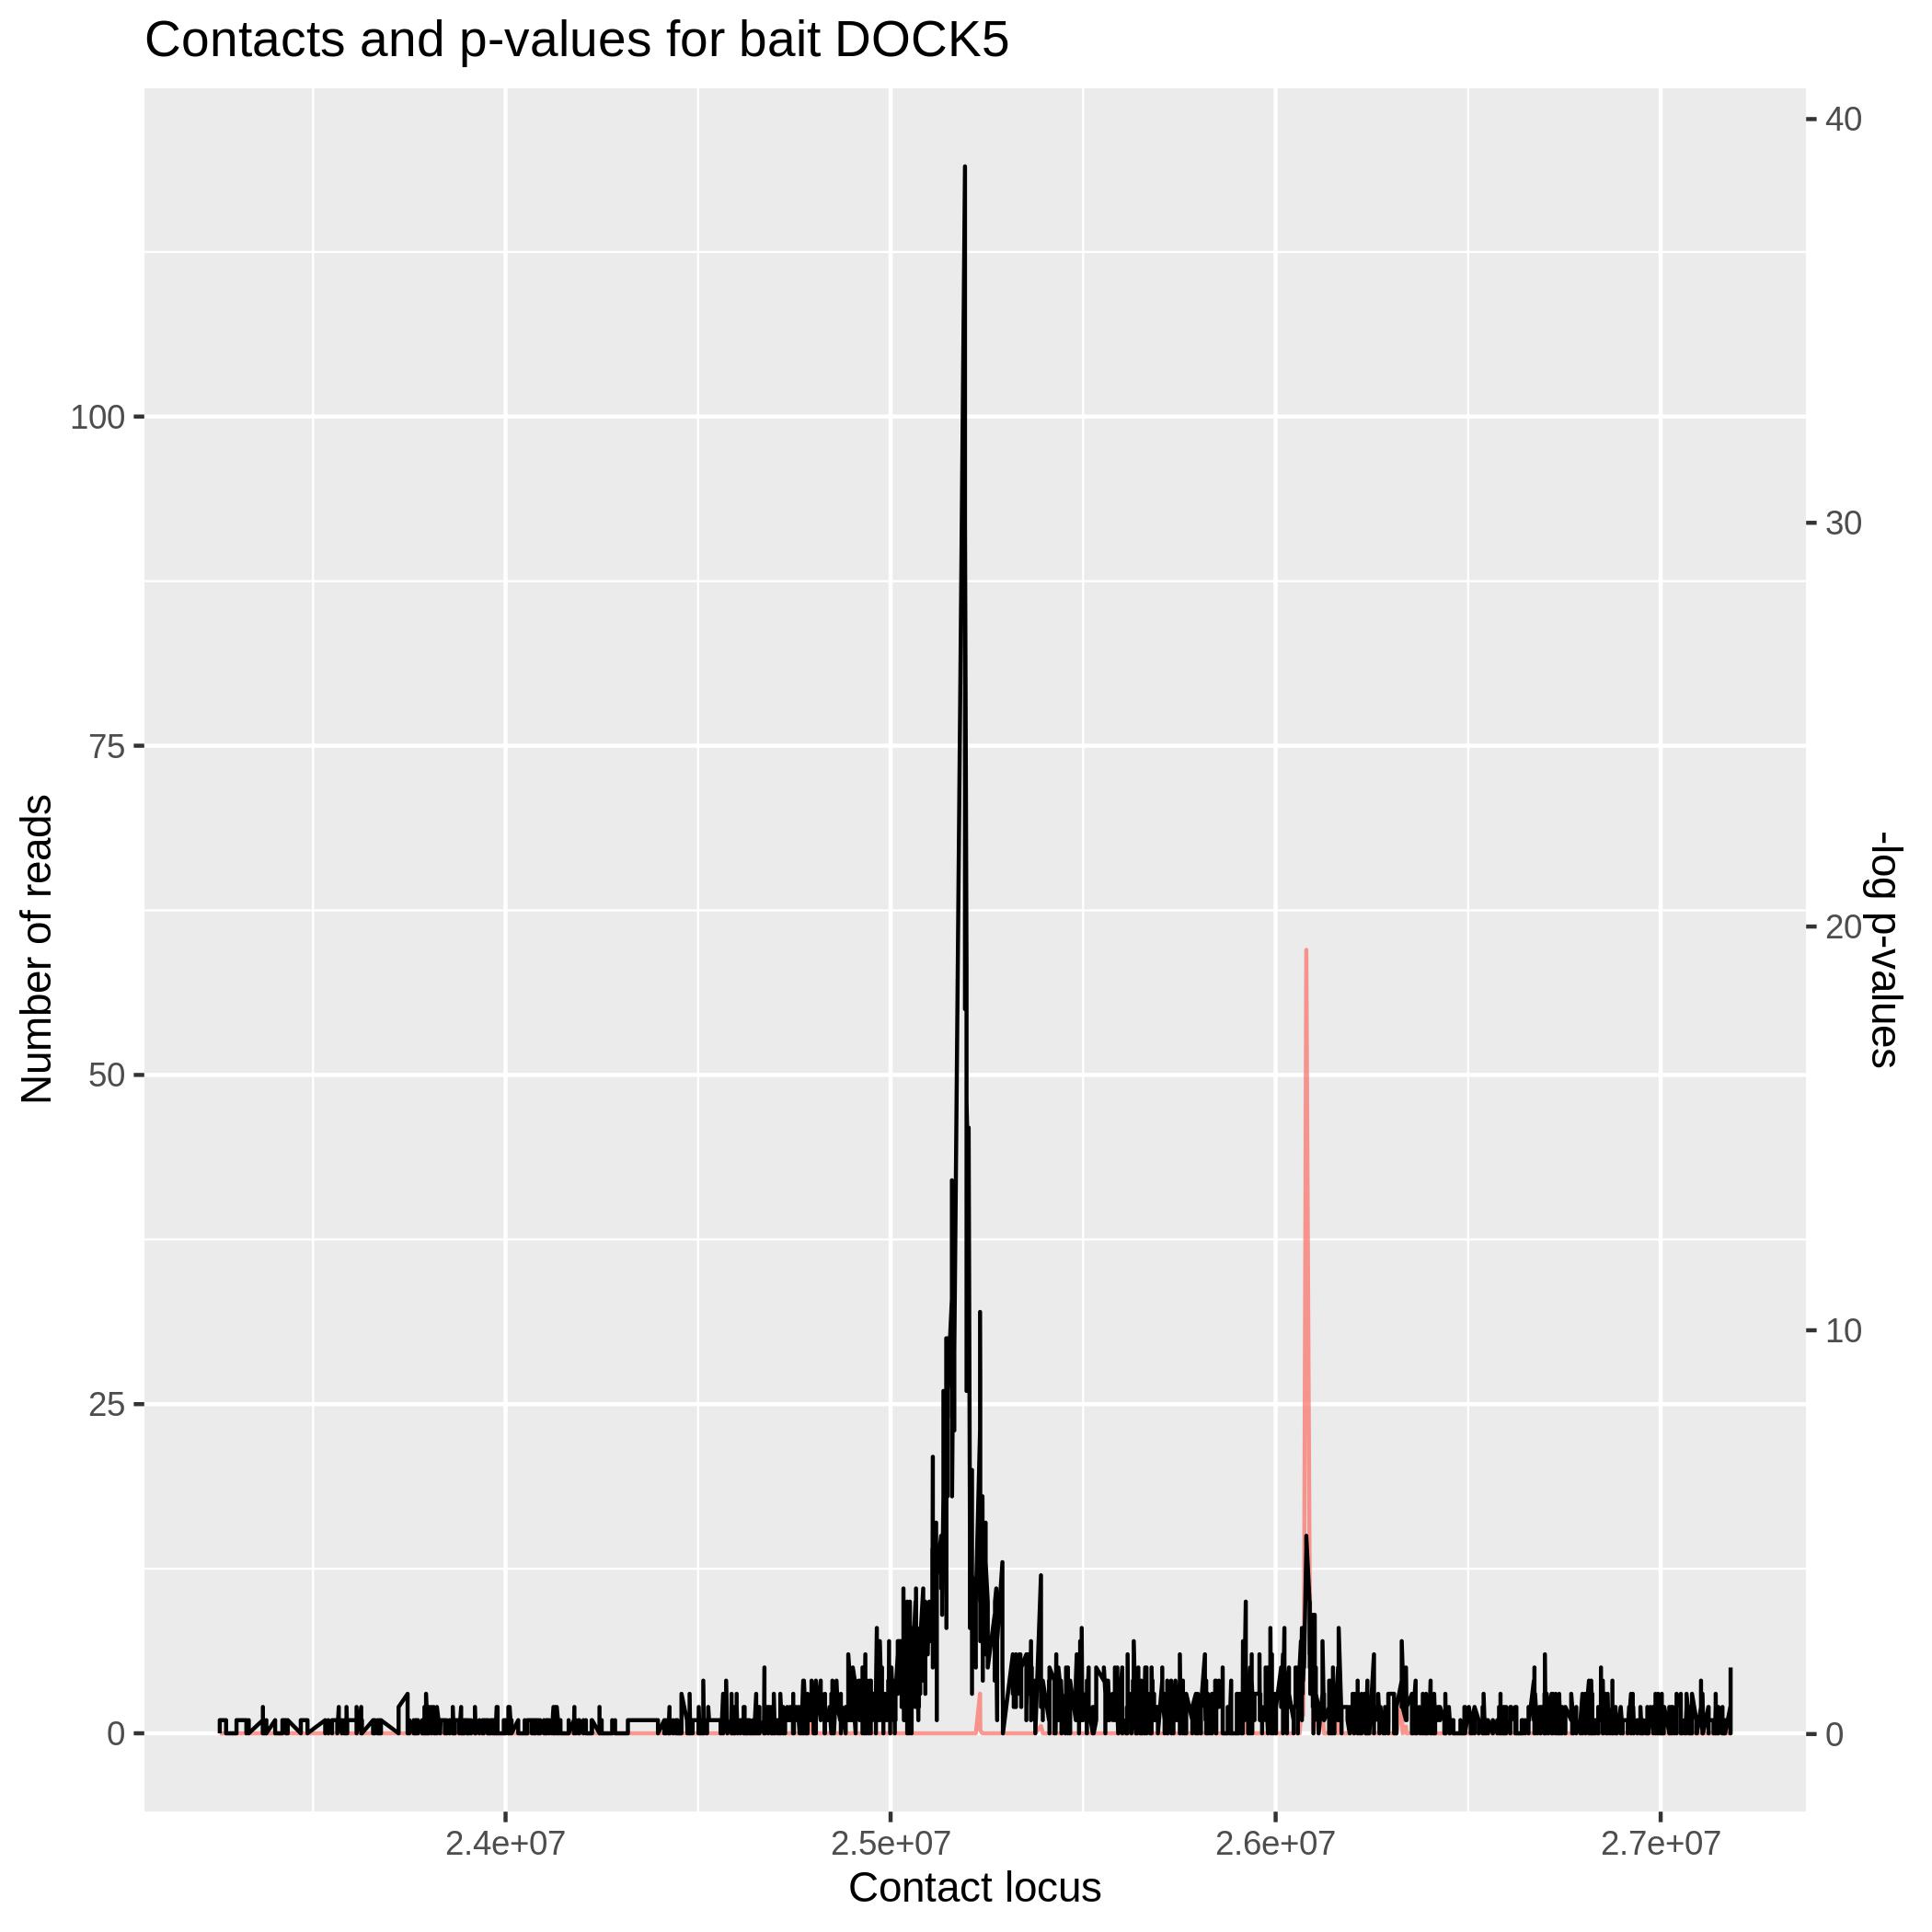 Contacts and p-values for bait DOCK5
Number of reads
100
75
50
25
0
40
30
20
10
0
-log p-values
2.4e+07
2.5e+07
2.6e+07
2.7e+07
Contact locus